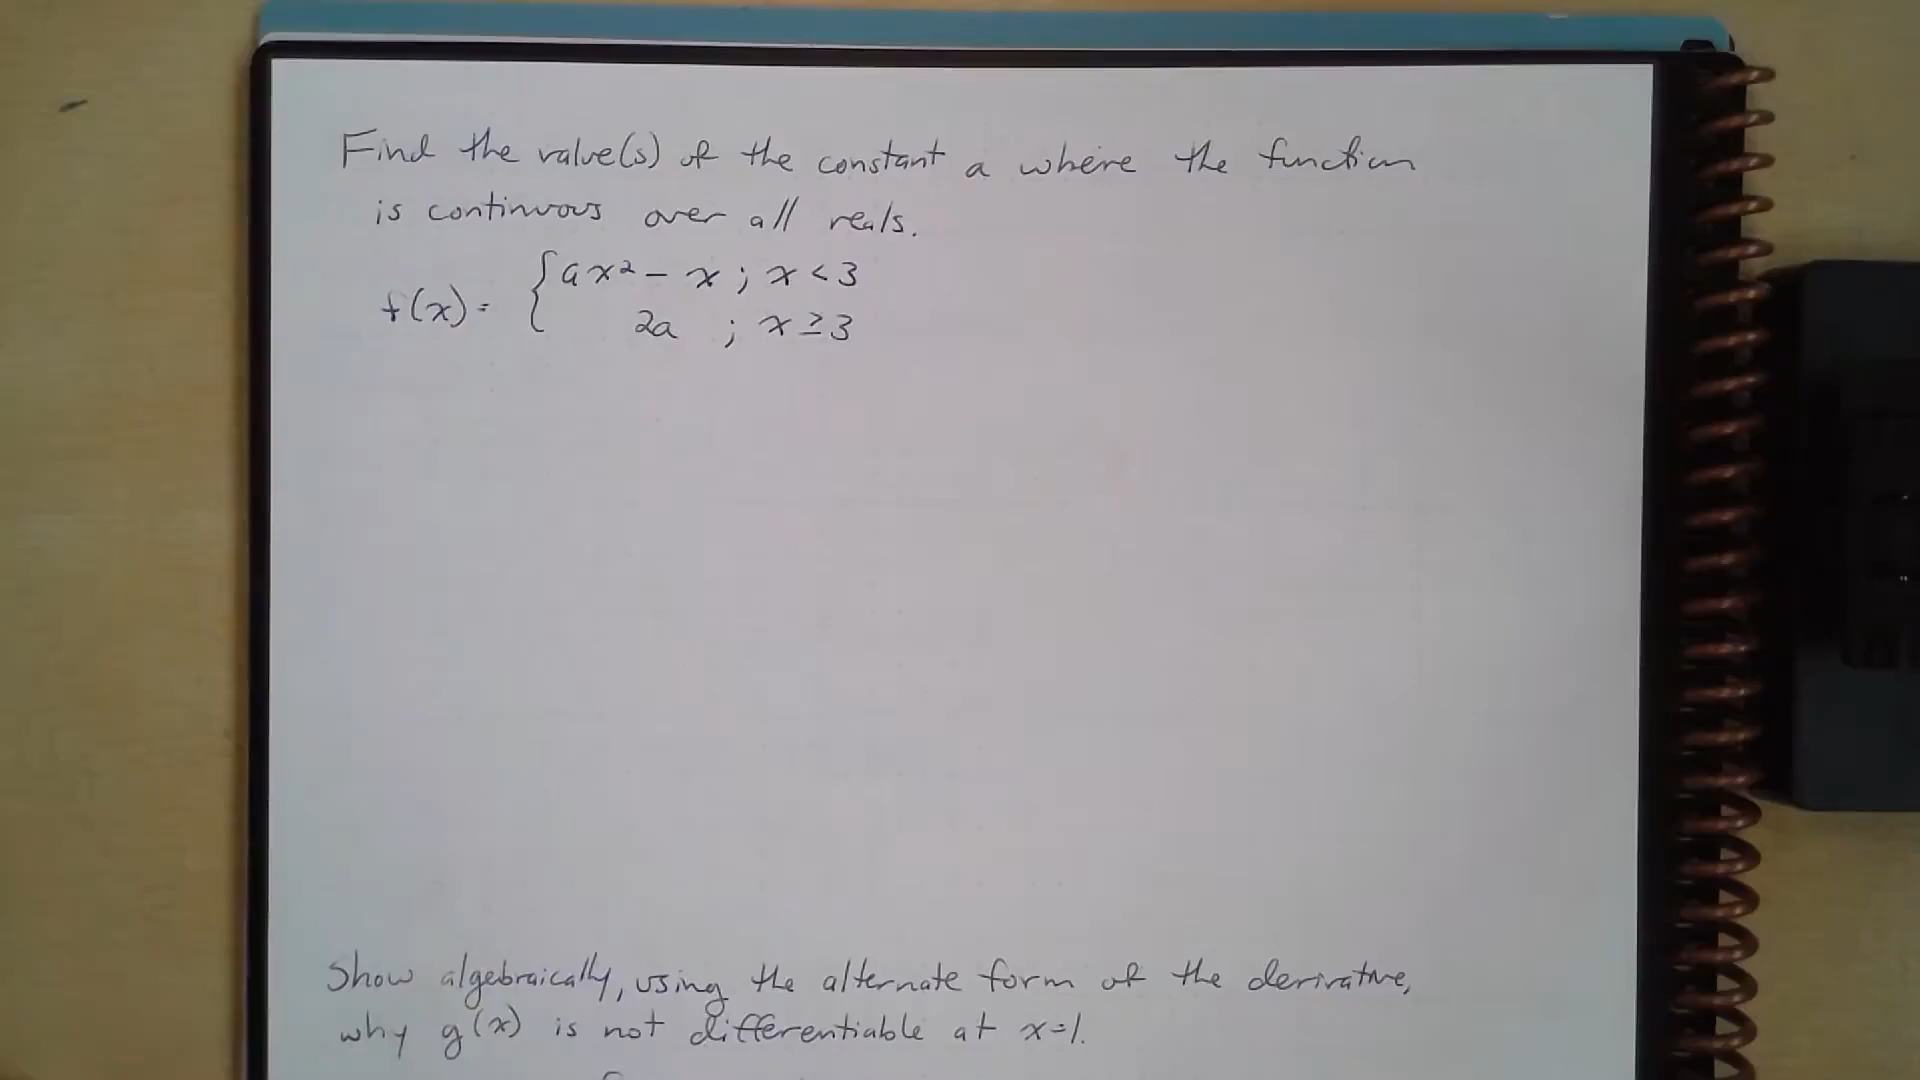 Find the value(s) of the constant a where the function
is continuous over all reals.
f(x) = { ax² - x ; x < 3
2a ; x ≥ 3
Show algebraically, using the alternate form of the derivative,
why g(x) is not differentiable at x=1.